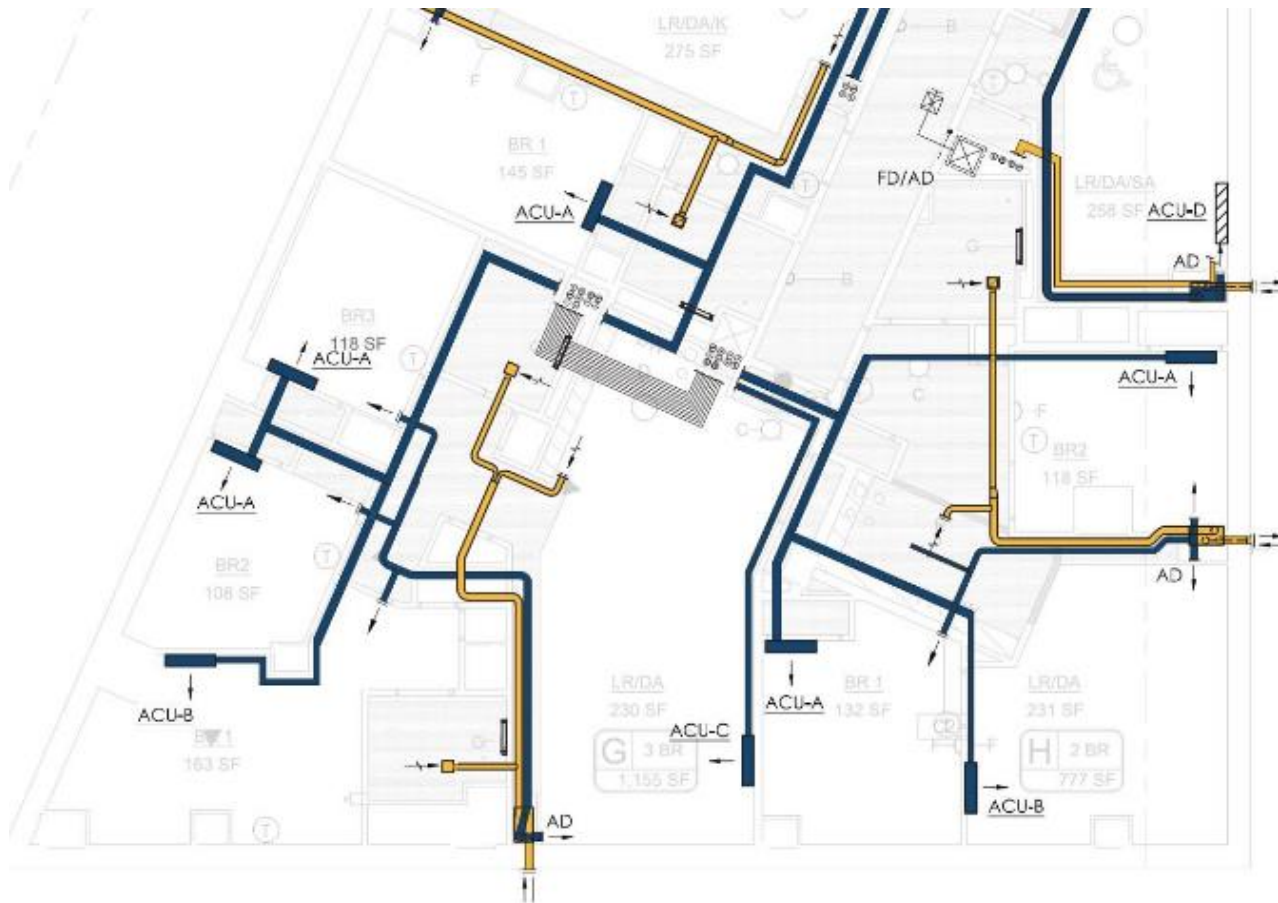 LR/DA/K
275 SF
B
F
T
BR 1
145 SF
T
FD/AD
LR/DA/SA
258 SF
ACU-D
ACU-A
G
B
AD
BR3
118 SF
ACU-A
T
ACU-A
F
C
C
T
BR2
118 SF
ACU-A
BR2
108 SF
T
AD
LR/DA
230 SF
ACU-A
BR 1
132 SF
LR/DA
231 SF
ACU-B
ACU-C
163 SF
G
G
3 BR
1,155 SF
F
H
2 BR
777 SF
ACU-B
T
AD